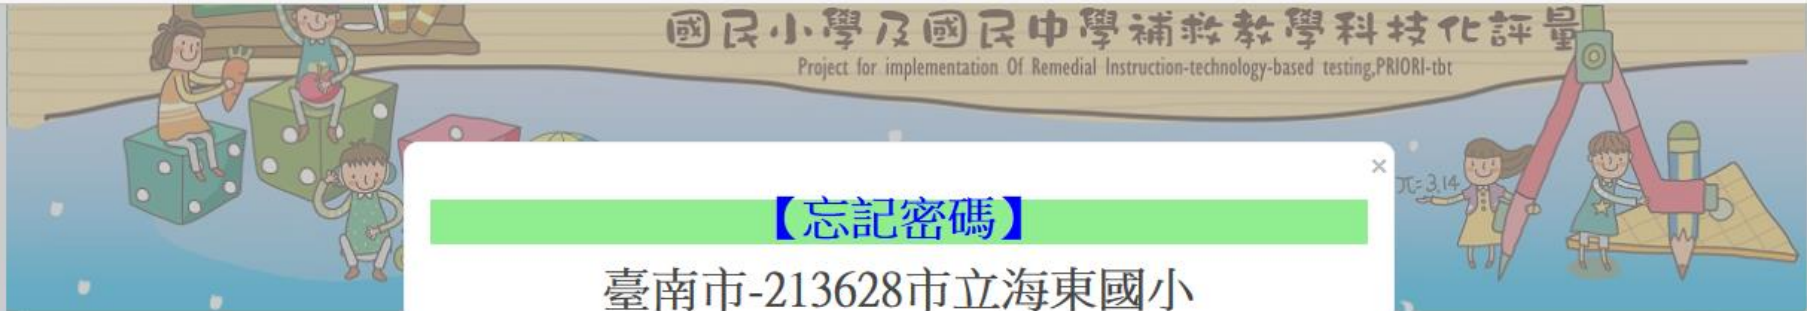 國民小學及國民中學補救教學科技化評量
Project for implementation Of Remedial Instruction-technology-based testing,PRIORI-tbt
×
π=3.14
【忘記密碼】
臺南市-213628市立海東國小